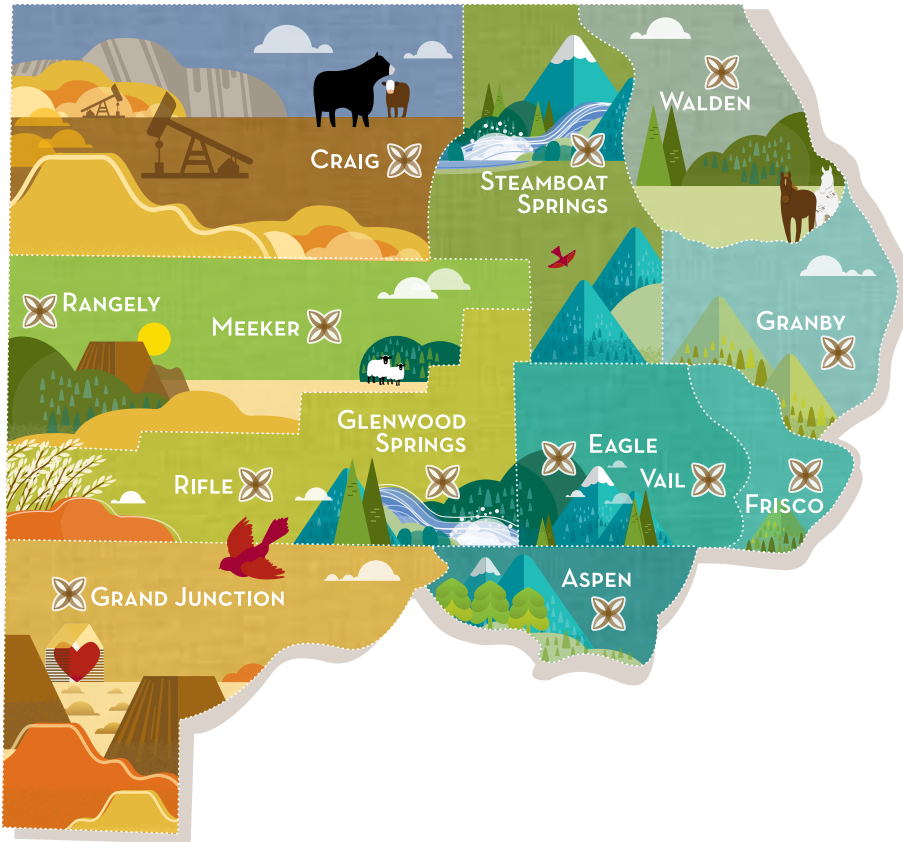 Walden
Craig
Steamboat
Springs
Rangely
Meeker
Granby
Glenwood
Springs
Eagle
Vail
Rifle
Frisco
Aspen
Grand Junction